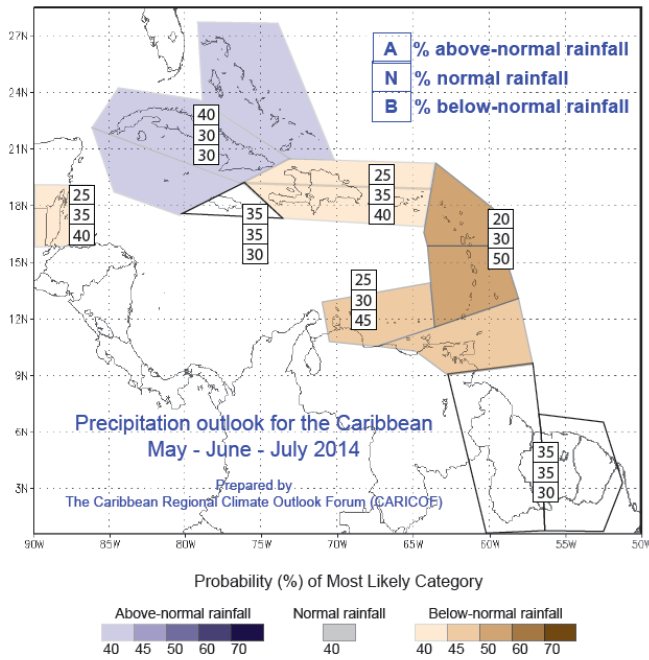 27N
24N
21N
18N
15N
12N
9N
6N
3N
A % above-normal rainfall
N % normal rainfall
B % below-normal rainfall
40
30
30
25
35
40
25
35
40
35
35
30
20
30
50
25
30
45
35
35
30
Precipitation outlook for the Caribbean
May - June - July 2014
Prepared by
The Caribbean Regional Climate Outlook Forum (CARICOF)
90W 85W 80W 75W 70W 65W 60W 55W 50W
Probability (%) of Most Likely Category
Above-normal rainfall Normal rainfall Below-normal rainfall
40 45 50 60 70 40 40 45 50 60 70